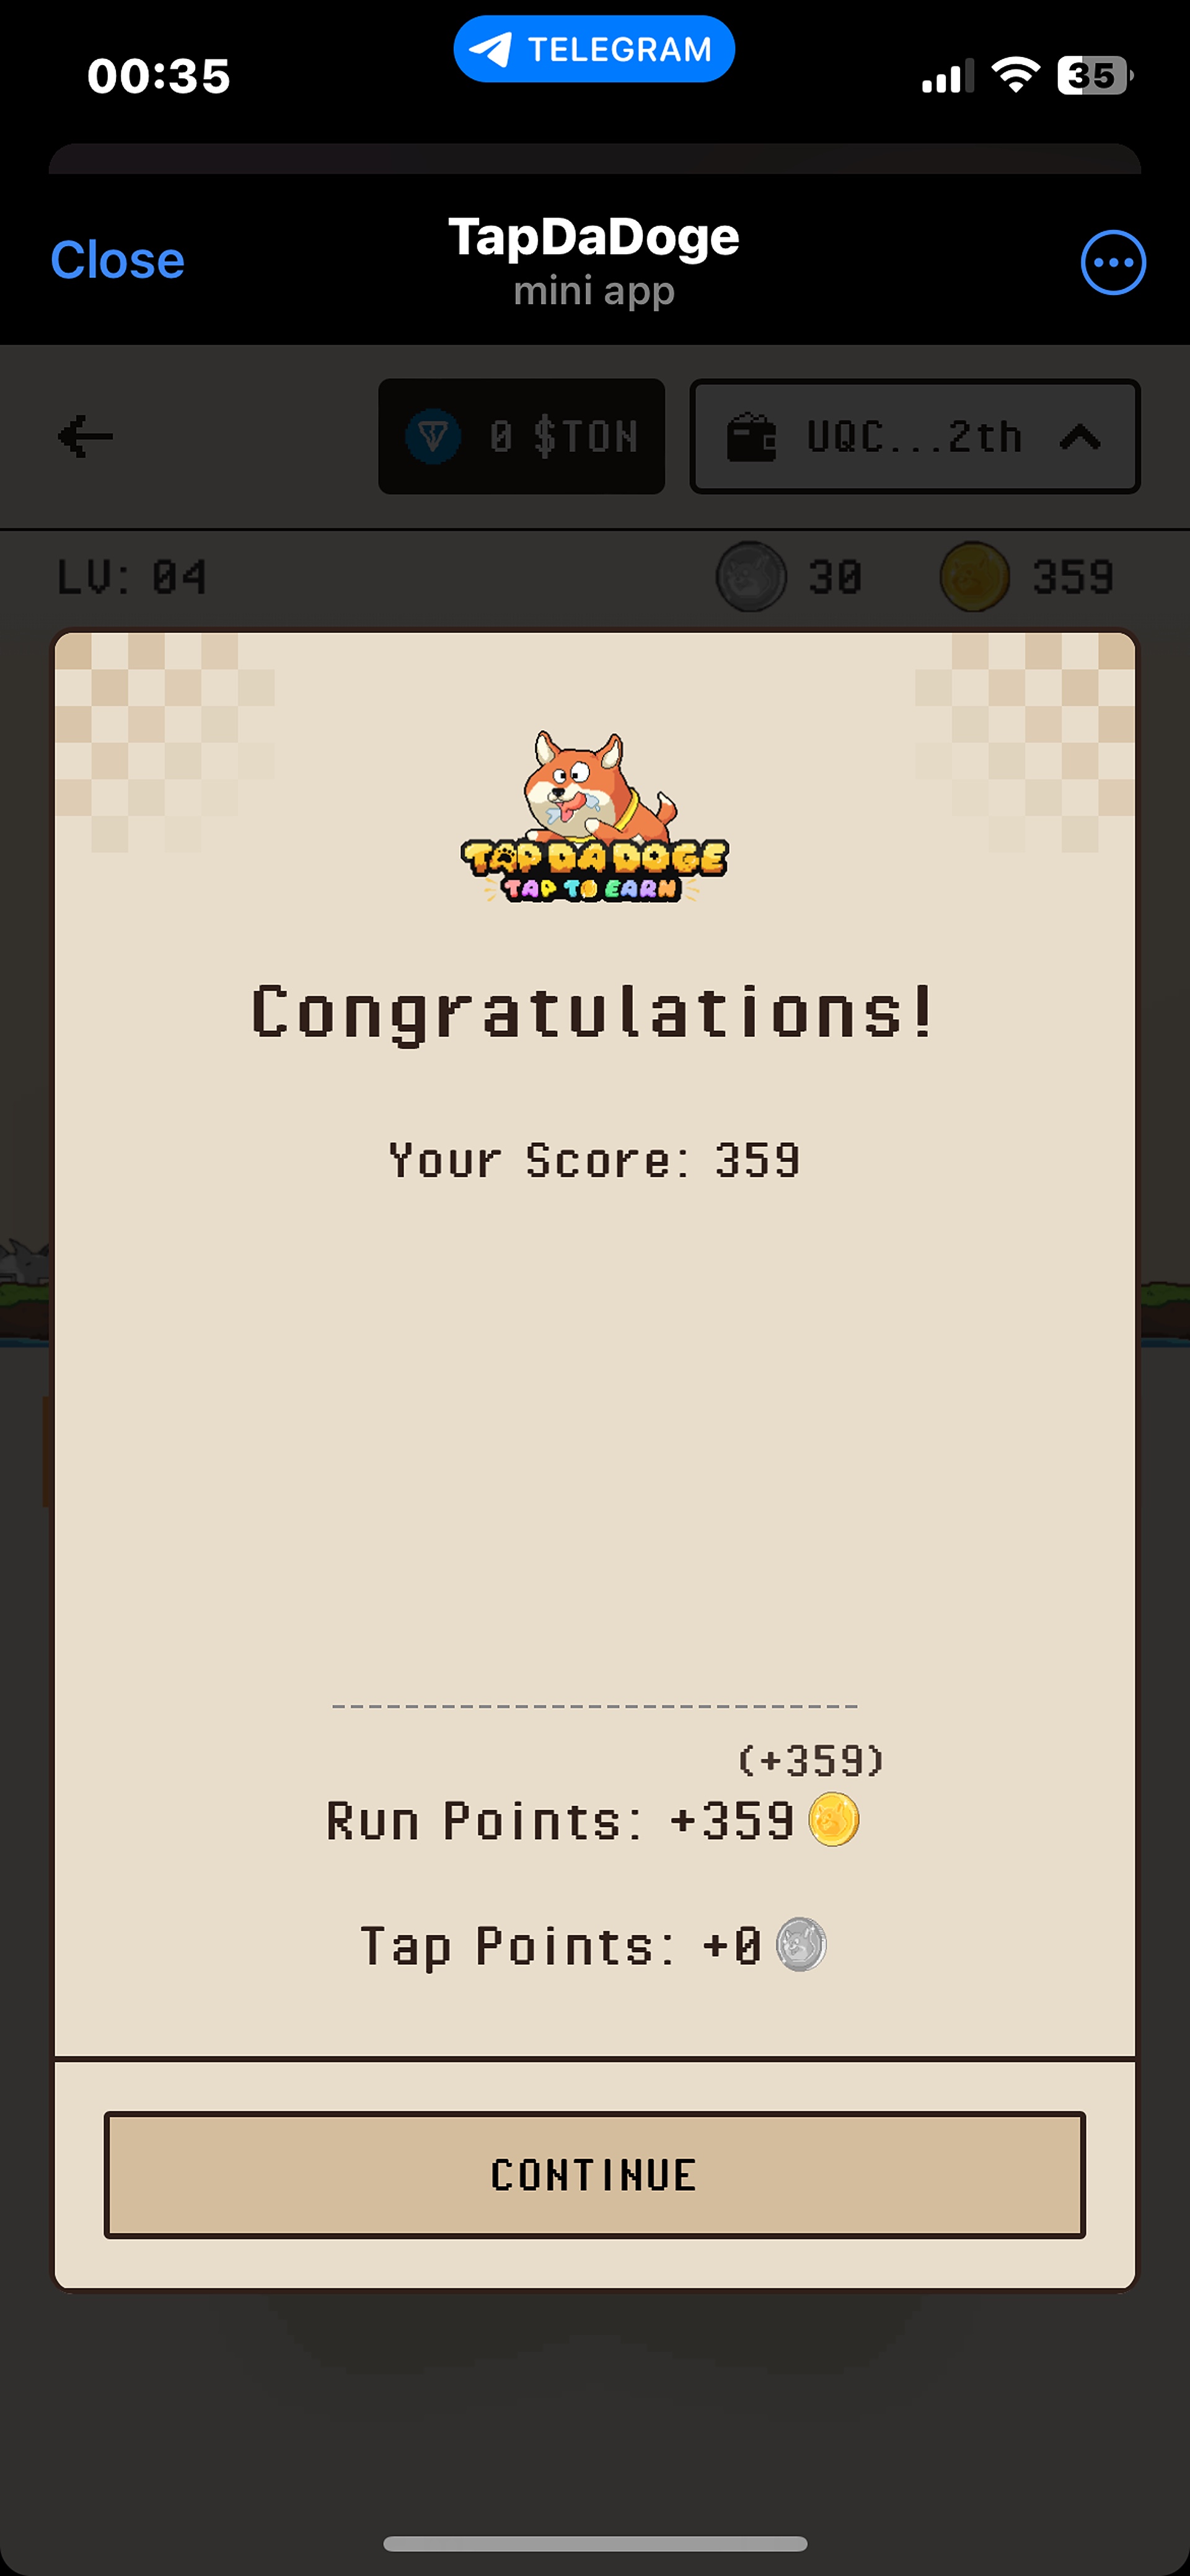 00:35
TELEGRAM
35
Close
TapDaDoge
mini app
0 $TON
UQC...2th
LV: 04
30
359
TAP DA DOGE
TAP TO EARN
Congratulations!
Your Score: 359
(+359)
Run Points: +359
Tap Points: +0
CONTINUE